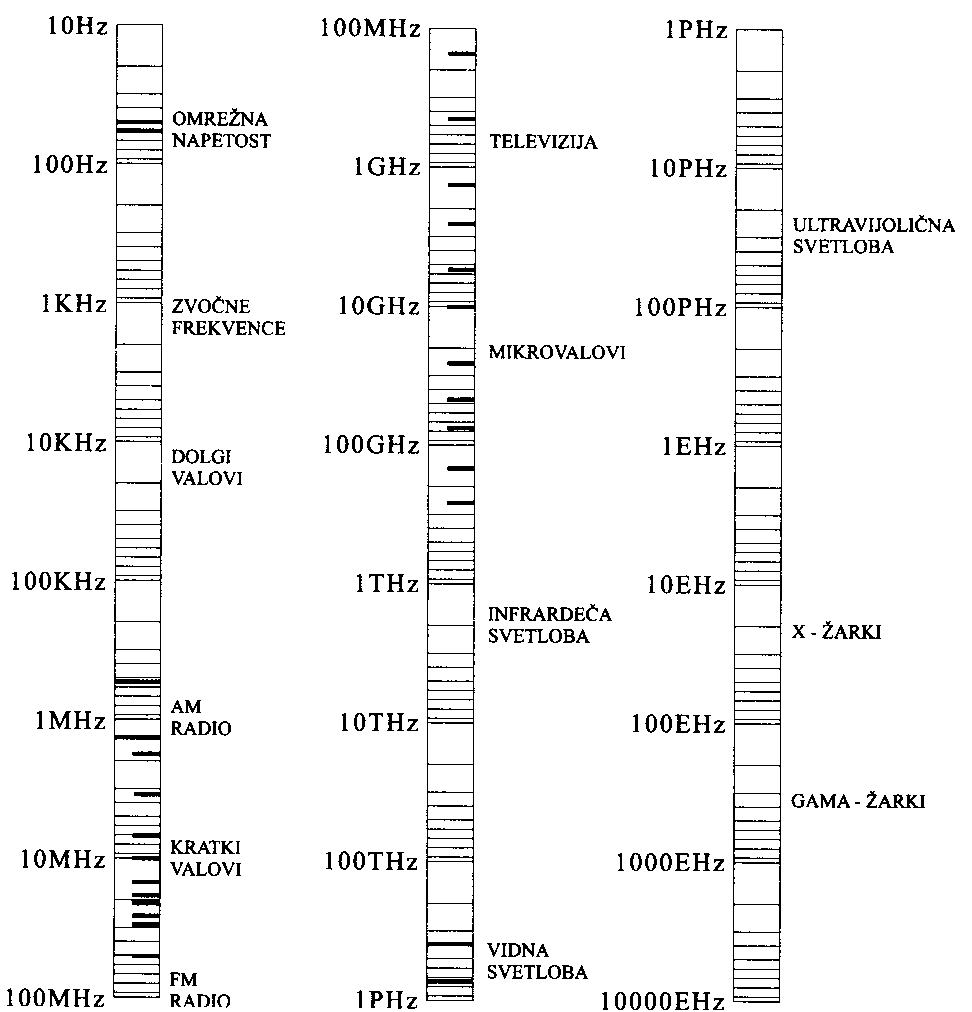 10Hz
OMREŽNA
NAPETOST
100Hz
1KHz
ZVOČNE
FREKVENCE
10KHz
DOLGI
VALOVI
100KHz
AM
1MHz
RADIO
KRATKI
10MHz
VALOVI
FM
100MHz
RADIO
100MHz
TELEVIZIJA
1GHz
10GHz
MIKROVALOVI
100GHz
1THz
INFRARDEČA
SVETLOBA
10THz
100THz
VIDNA
SVETLOBA
1PHz
1PHz
10PHz
ULTRAVIJOLIČNA
SVETLOBA
100PHz
1EHz
10EHz
X - ŽARKI
100EHz
GAMA - ŽARKI
1000EHz
10000EHz